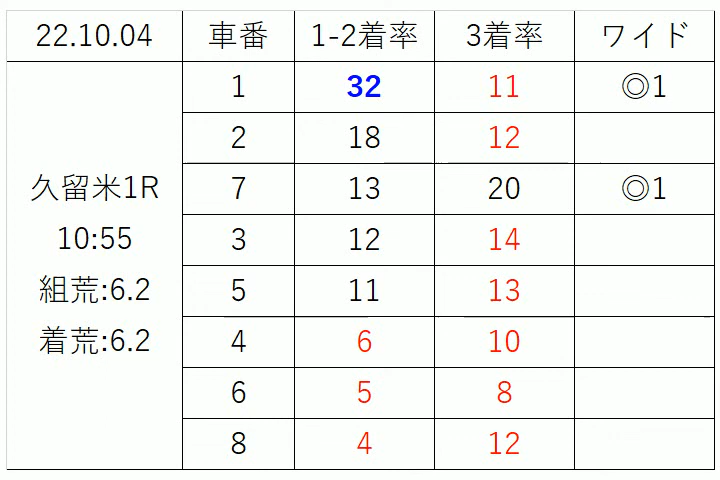 22.10.04 車番 1-2着率 3着率 ワイド
1 32 11 ◎1
2 18 12
久留米1R 7 13 20 ◎1
10:55 3 12 14
組荒:6.2 5 11 13
着荒:6.2 4 6 10
6 5 8
8 4 12